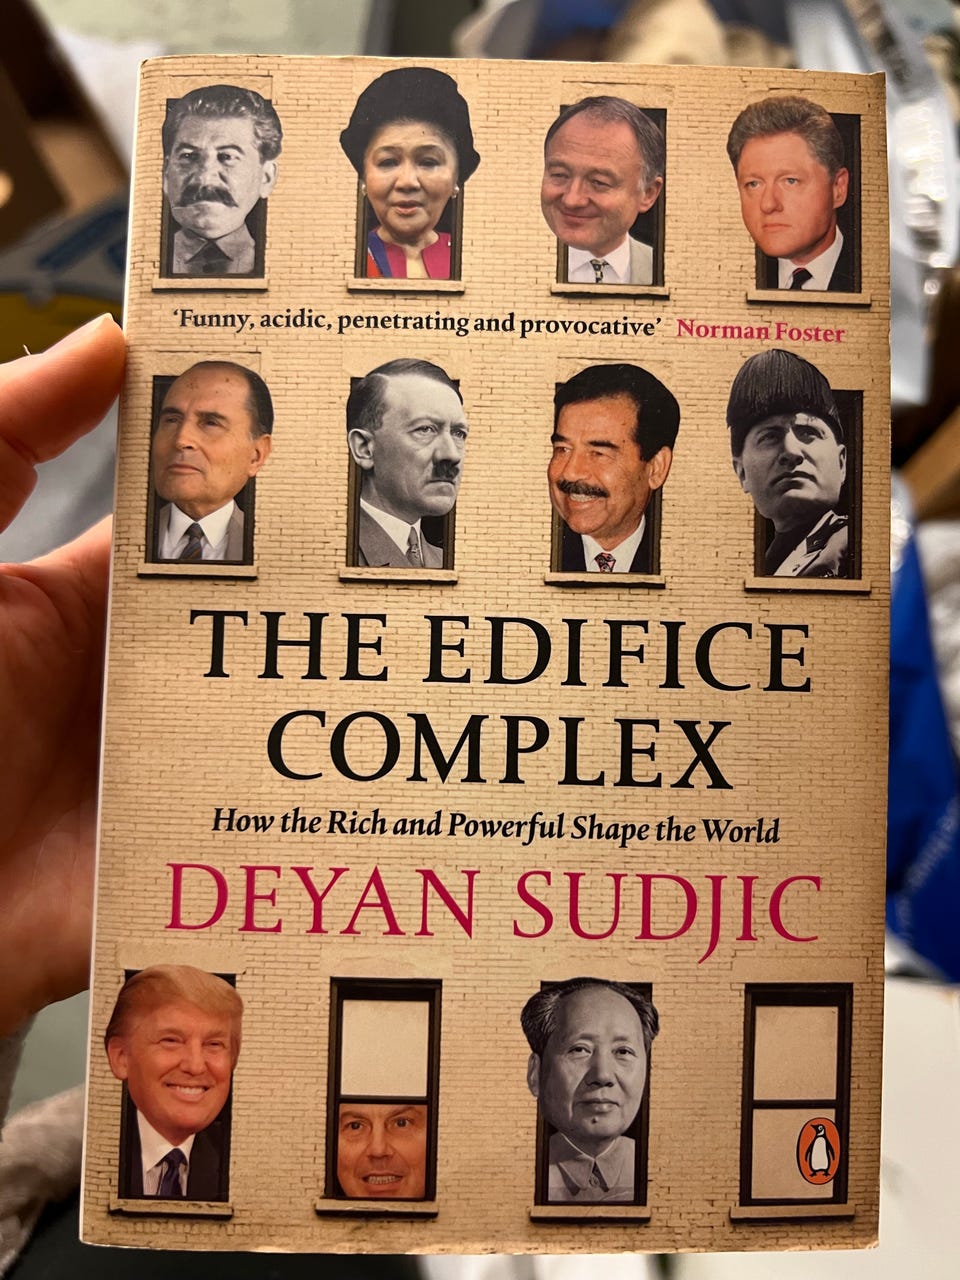 ‘Funny, acidic, penetrating and provocative’ Norman Foster
THE EDIFICE
COMPLEX
How the Rich and Powerful Shape the World
DEYAN SUDJIC